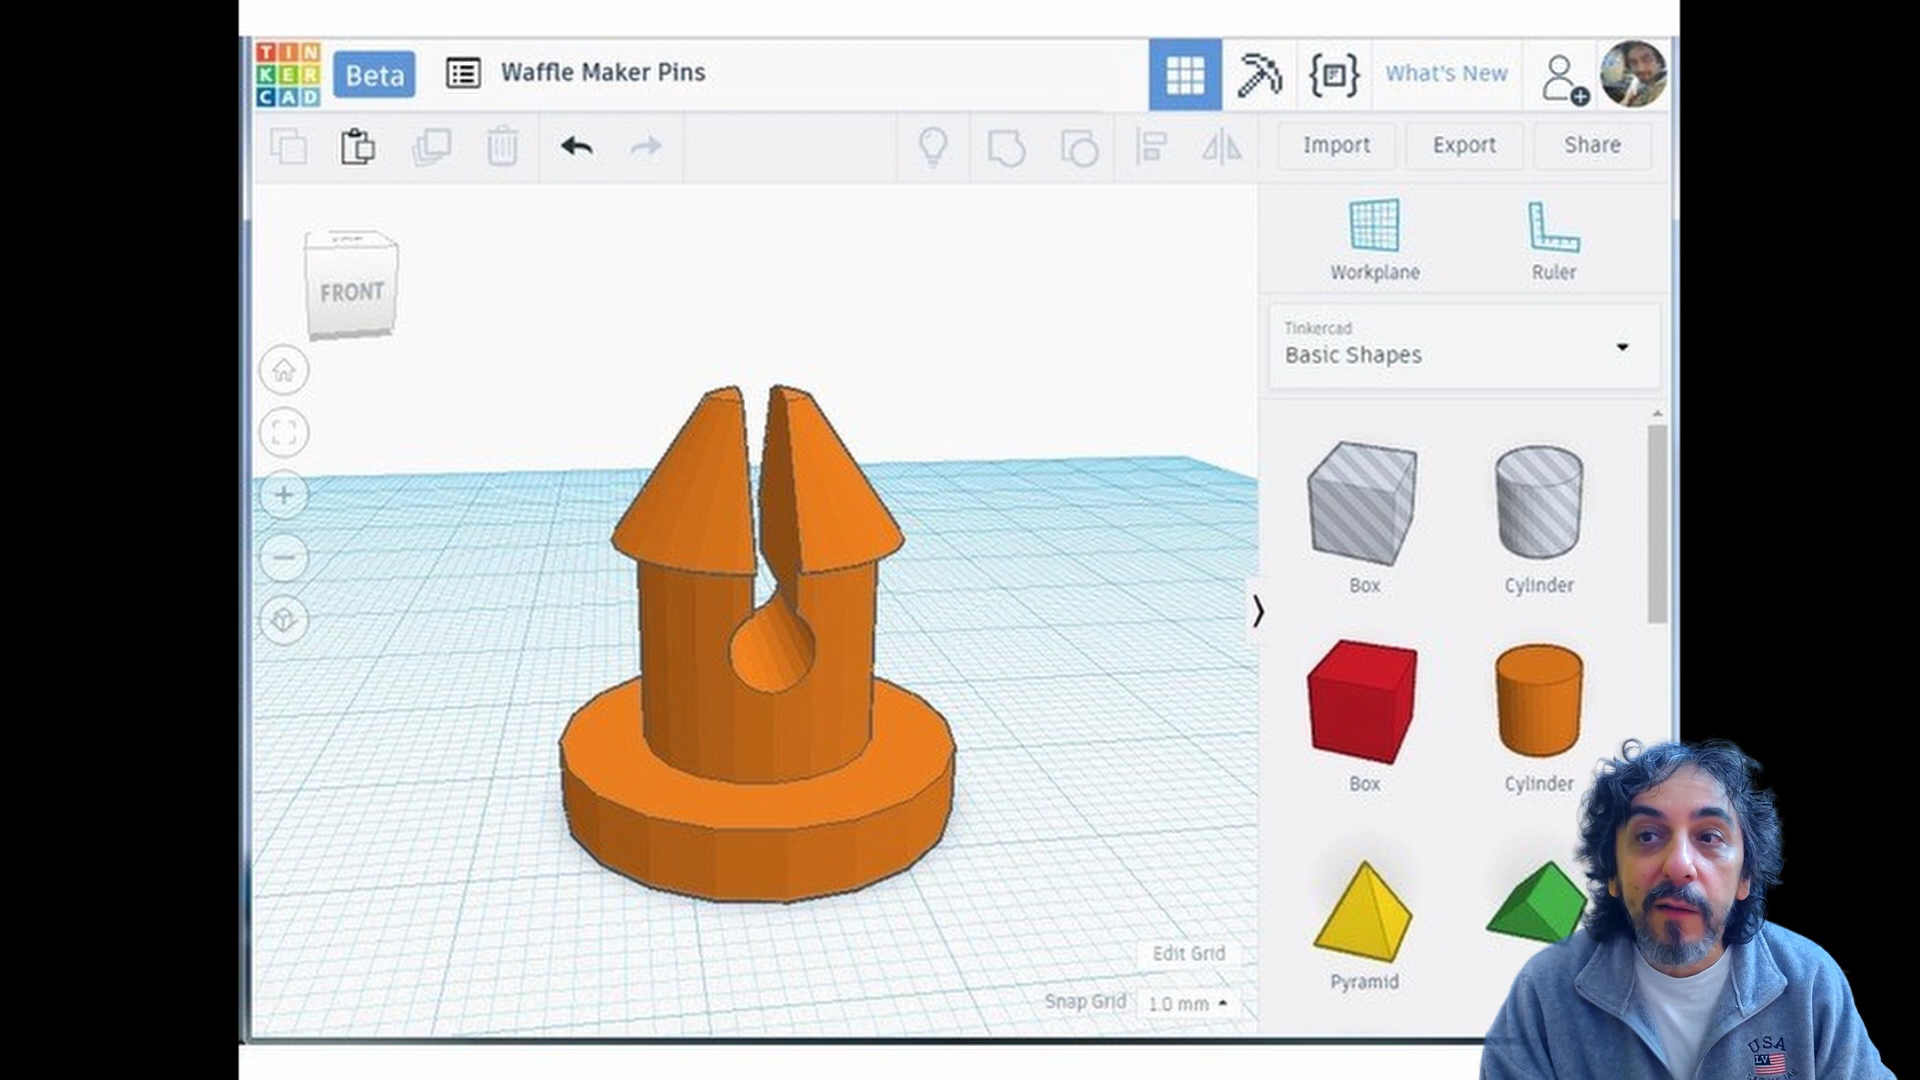 TIN
KER
CAD
Beta
Waffle Maker Pins
What's New
Import
Export
Share
Workplane
Ruler
FRONT
Tinkercad
Basic Shapes
Box
Cylinder
Box
Cylinder
Pyramid
Edit Grid
Snap Grid
1.0 mm
USA
LV